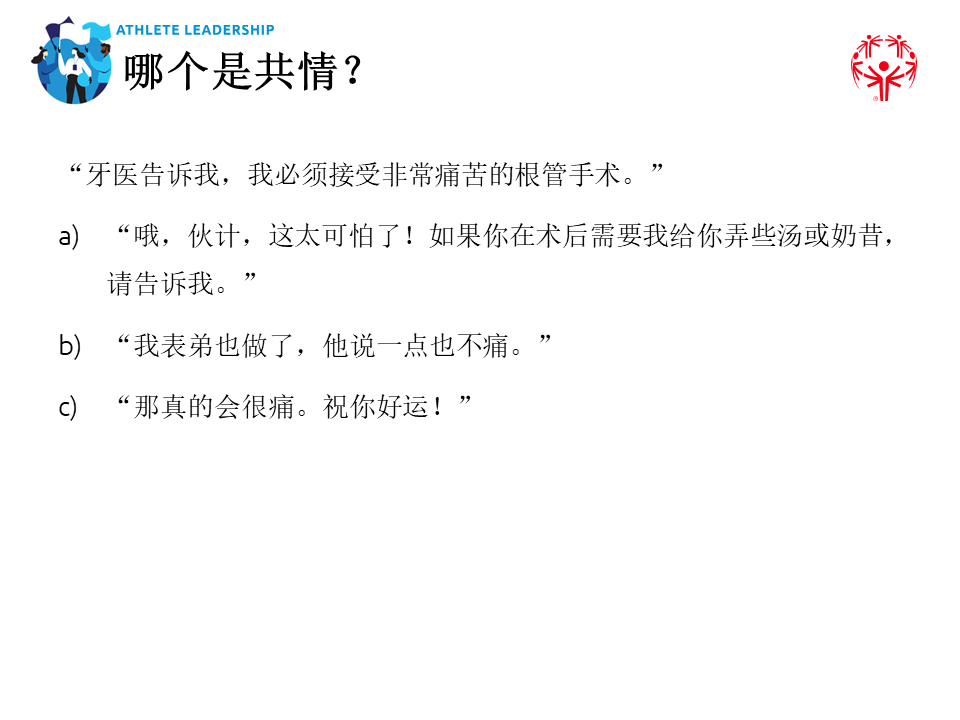 ATHLETE LEADERSHIP
哪个是共情？
“牙医告诉我，我必须接受非常痛苦的根管手术。”
a) “哦，伙计，这太可怕了！如果你在术后需要我给你弄些汤或奶昔，
请告诉我。”
b) “我表弟也做了，他说一点也不痛。”
c) “那真的会很痛。祝你好运！”